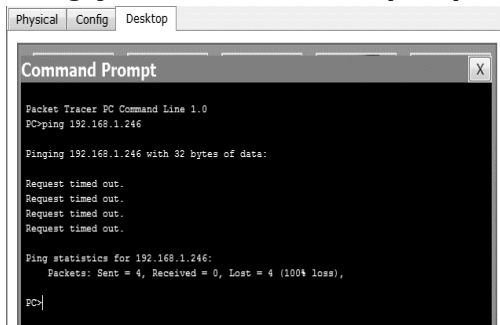 Physical Config Desktop
Command Prompt X
Packet Tracer PC Command Line 1.0
PC>ping 192.168.1.246
Pinging 192.168.1.246 with 32 bytes of data:
Request timed out.
Request timed out.
Request timed out.
Request timed out.
Ping statistics for 192.168.1.246:
Packets: Sent = 4, Received = 0, Lost = 4 (100% loss),
PC>